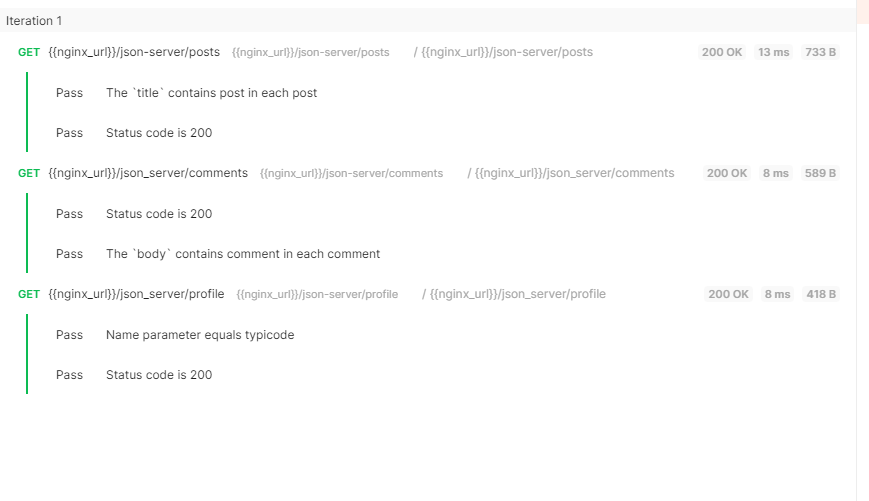 Iteration 1
GET {{nginx_url}}/json-server/posts {{nginx_url}}/json-server/posts / {{nginx_url}}/json-server/posts 200 OK 13 ms 733 B
Pass The `title` contains post in each post
Pass Status code is 200
GET {{nginx_url}}/json_server/comments {{nginx_url}}/json-server/comments / {{nginx_url}}/json_server/comments 200 OK 8 ms 589 B
Pass Status code is 200
Pass The `body` contains comment in each comment
GET {{nginx_url}}/json_server/profile {{nginx_url}}/json-server/profile / {{nginx_url}}/json_server/profile 200 OK 8 ms 418 B
Pass Name parameter equals typicode
Pass Status code is 200